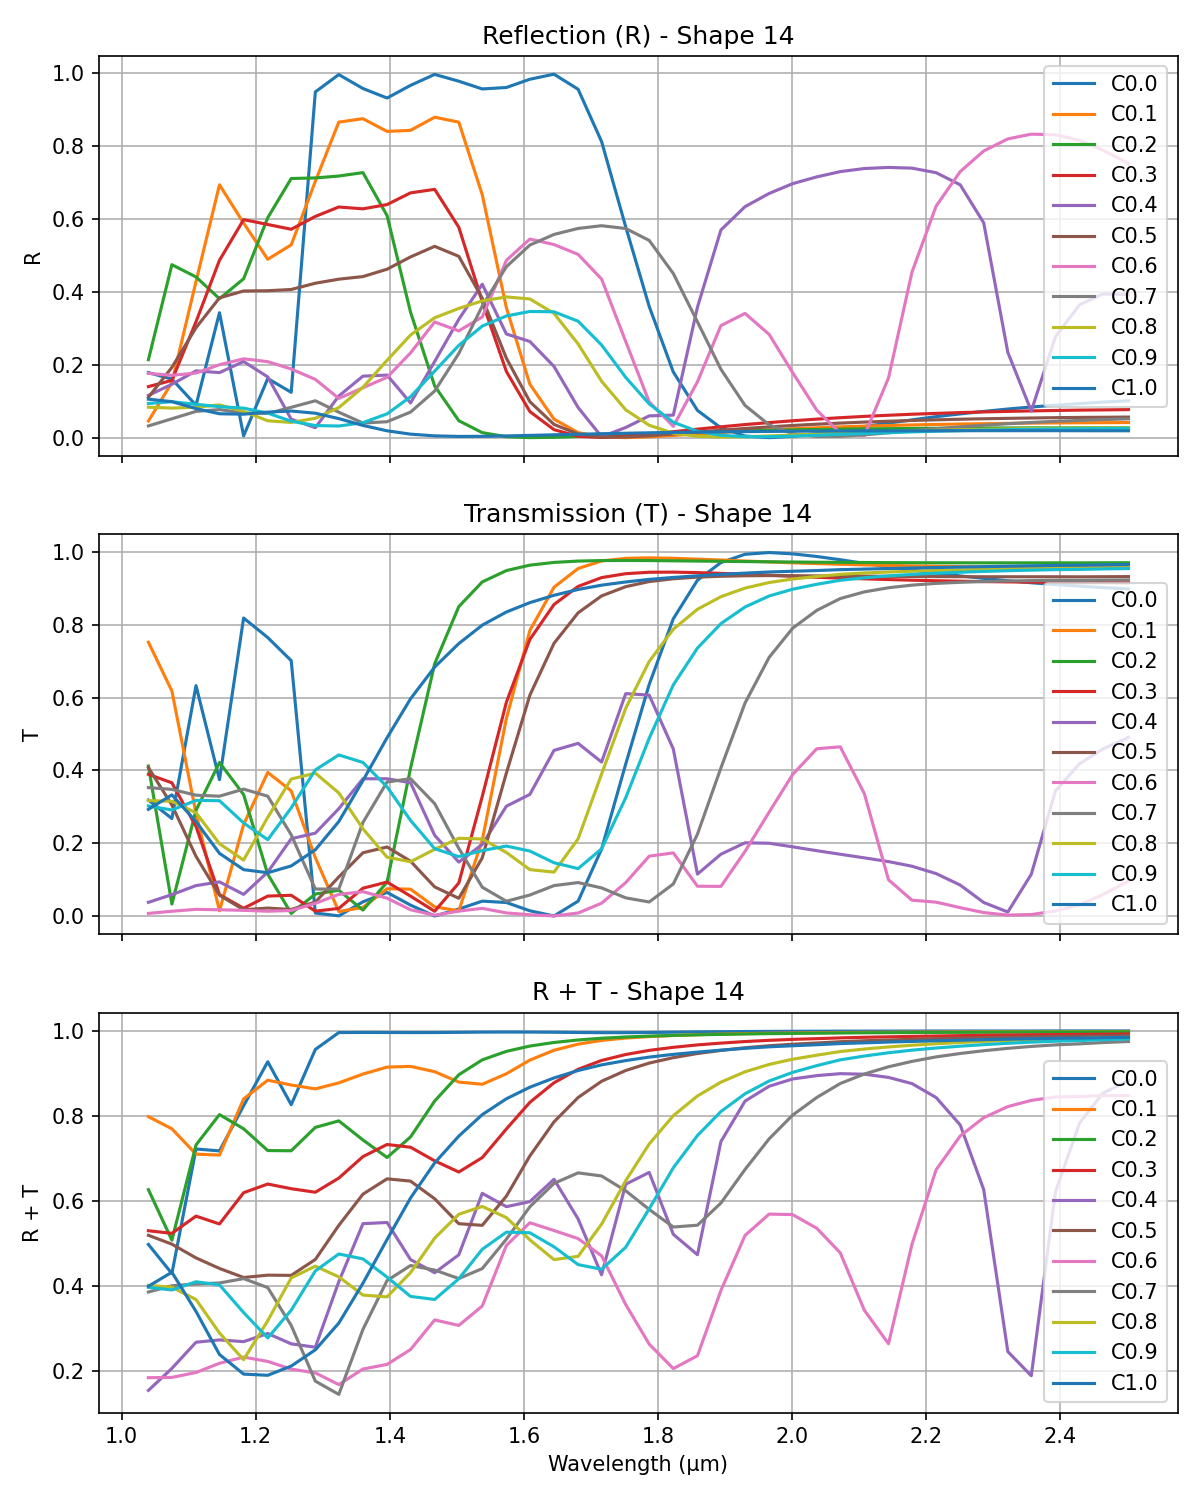 Reflection (R) - Shape 14
1.0
0.8
0.6
0.4
0.2
0.0
R
C0.0
C0.1
C0.2
C0.3
C0.4
C0.5
C0.6
C0.7
C0.8
C0.9
C1.0
Transmission (T) - Shape 14
1.0
0.8
0.6
0.4
0.2
0.0
T
C0.0
C0.1
C0.2
C0.3
C0.4
C0.5
C0.6
C0.7
C0.8
C0.9
C1.0
R + T - Shape 14
1.0
0.8
0.6
0.4
0.2
R + T
C0.0
C0.1
C0.2
C0.3
C0.4
C0.5
C0.6
C0.7
C0.8
C0.9
C1.0
1.0 1.2 1.4 1.6 1.8 2.0 2.2 2.4
Wavelength (μm)